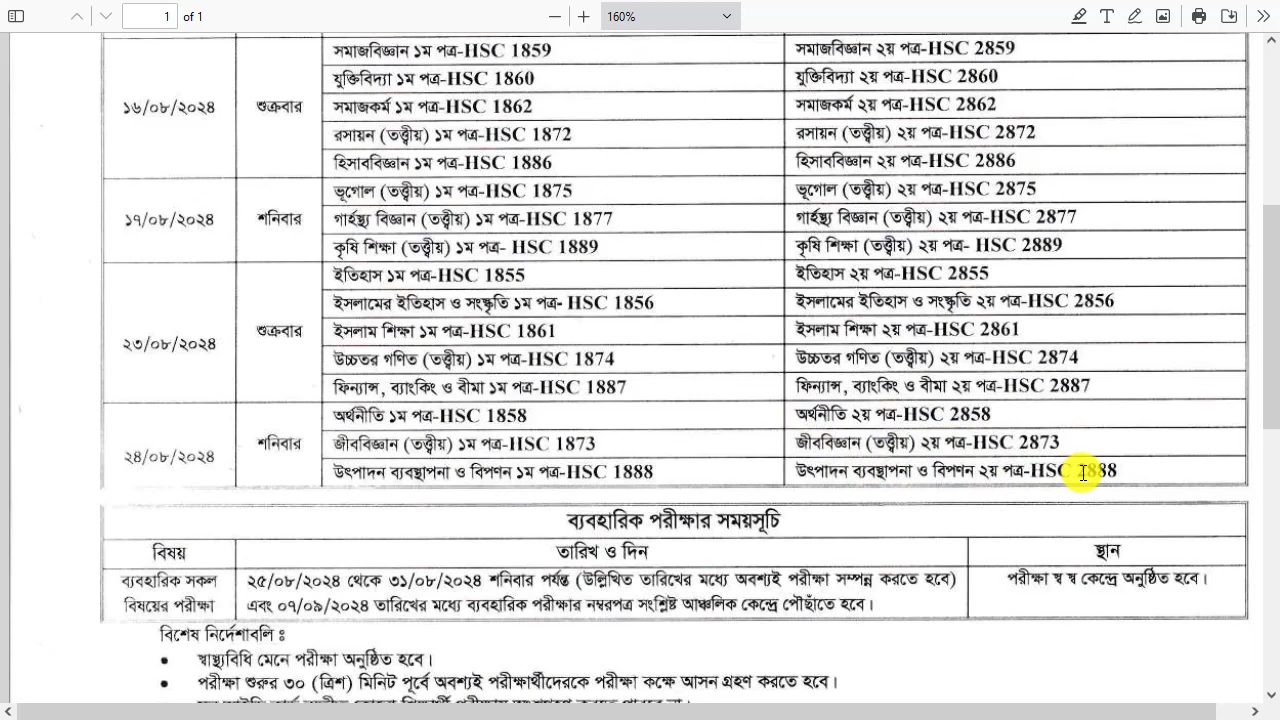 1 of 1 160%
সমাজবিজ্ঞান ১ম পত্র-HSC 1859 সমাজবিজ্ঞান ২য় পত্র-HSC 2859
যুক্তিবিদ্যা ১ম পত্র-HSC 1860 যুক্তিবিদ্যা ২য় পত্র-HSC 2860
১৬/০৮/২০২৪ শুক্রবার সমাজকর্ম ১ম পত্র-HSC 1862 সমাজকর্ম ২য় পত্র-HSC 2862
রসায়ন (তত্ত্বীয়) ১ম পত্র-HSC 1872 রসায়ন (তত্ত্বীয়) ২য় পত্র-HSC 2872
হিসাববিজ্ঞান ১ম পত্র-HSC 1886 হিসাববিজ্ঞান ২য় পত্র-HSC 2886
ভূগোল (তত্ত্বীয়) ১ম পত্র-HSC 1875 ভূগোল (তত্ত্বীয়) ২য় পত্র-HSC 2875
১৭/০৮/২০২৪ শনিবার গার্হস্থ্য বিজ্ঞান (তত্ত্বীয়) ১ম পত্র-HSC 1877 গার্হস্থ্য বিজ্ঞান (তত্ত্বীয়) ২য় পত্র-HSC 2877
কৃষি শিক্ষা (তত্ত্বীয়) ১ম পত্র- HSC 1889 কৃষি শিক্ষা (তত্ত্বীয়) ২য় পত্র- HSC 2889
ইতিহাস ১ম পত্র-HSC 1855 ইতিহাস ২য় পত্র-HSC 2855
ইসলামের ইতিহাস ও সংস্কৃতি ১ম পত্র- HSC 1856 ইসলামের ইতিহাস ও সংস্কৃতি ২য় পত্র-HSC 2856
২৩/০৮/২০২৪ শুক্রবার ইসলাম শিক্ষা ১ম পত্র-HSC 1861 ইসলাম শিক্ষা ২য় পত্র-HSC 2861
উচ্চতর গণিত (তত্ত্বীয়) ১ম পত্র-HSC 1874 উচ্চতর গণিত (তত্ত্বীয়) ২য় পত্র-HSC 2874
ফিন্যান্স, ব্যাংকিং ও বীমা ১ম পত্র-HSC 1887 ফিন্যান্স, ব্যাংকিং ও বীমা ২য় পত্র-HSC 2887
অর্থনীতি ১ম পত্র-HSC 1858 অর্থনীতি ২য় পত্র-HSC 2858
২৪/০৮/২০২৪ শনিবার জীববিজ্ঞান (তত্ত্বীয়) ১ম পত্র-HSC 1873 জীববিজ্ঞান (তত্ত্বীয়) ২য় পত্র-HSC 2873
উৎপাদন ব্যবস্থাপনা ও বিপণন ১ম পত্র-HSC 1888 উৎপাদন ব্যবস্থাপনা ও বিপণন ২য় পত্র-HSC
ব্যবহারিক পরীক্ষার সময়সূচি
বিষয় তারিখ ও দিন স্থান
ব্যবহারিক সকল ২৫/০৮/২০২৪ থেকে ৩১/০৮/২০২৪ শনিবার পর্যন্ত (উল্লিখিত তারিখের মধ্যে অবশ্যই পরীক্ষা সম্পন্ন করতে হবে) পরীক্ষা স্ব স্ব কেন্দ্রে অনুষ্ঠিত হবে।
বিষয়ের পরীক্ষা এবং ০৭/০৯/২০২৪ তারিখের মধ্যে ব্যবহারিক পরীক্ষার নম্বরপত্র সংশ্লিষ্ট আঞ্চলিক কেন্দ্রে পৌছাঁতে হবে।
বিশেষ নির্দেশাবলি ঃ
• স্বাস্থ্যবিধি মেনে পরীক্ষা অনুষ্ঠিত হবে।
• পরীক্ষা শুরুর ৩০ (ত্রিশ) মিনিট পূর্বে অবশ্যই পরীক্ষার্থীদেরকে পরীক্ষা কক্ষে আসন গ্রহণ করতে হবে।